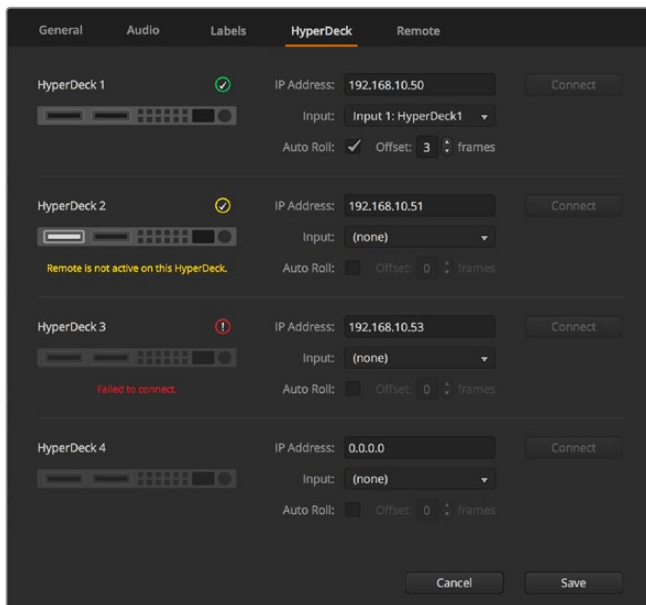 General Audio Labels HyperDeck Remote
HyperDeck 1 IP Address: 192.168.10.50 Connect
Input: Input 1: HyperDeck1
Auto Roll: Offset: 3 frames
HyperDeck 2 IP Address: 192.168.10.51 Connect
Input: (none)
Remote is not active on this HyperDeck.
Auto Roll: Offset: 0 frames
HyperDeck 3 IP Address: 192.168.10.53 Connect
Input: (none)
Failed to connect.
Auto Roll: Offset: 0 frames
HyperDeck 4 IP Address: 0.0.0.0 Connect
Input: (none)
Auto Roll: Offset: 0 frames
Cancel Save